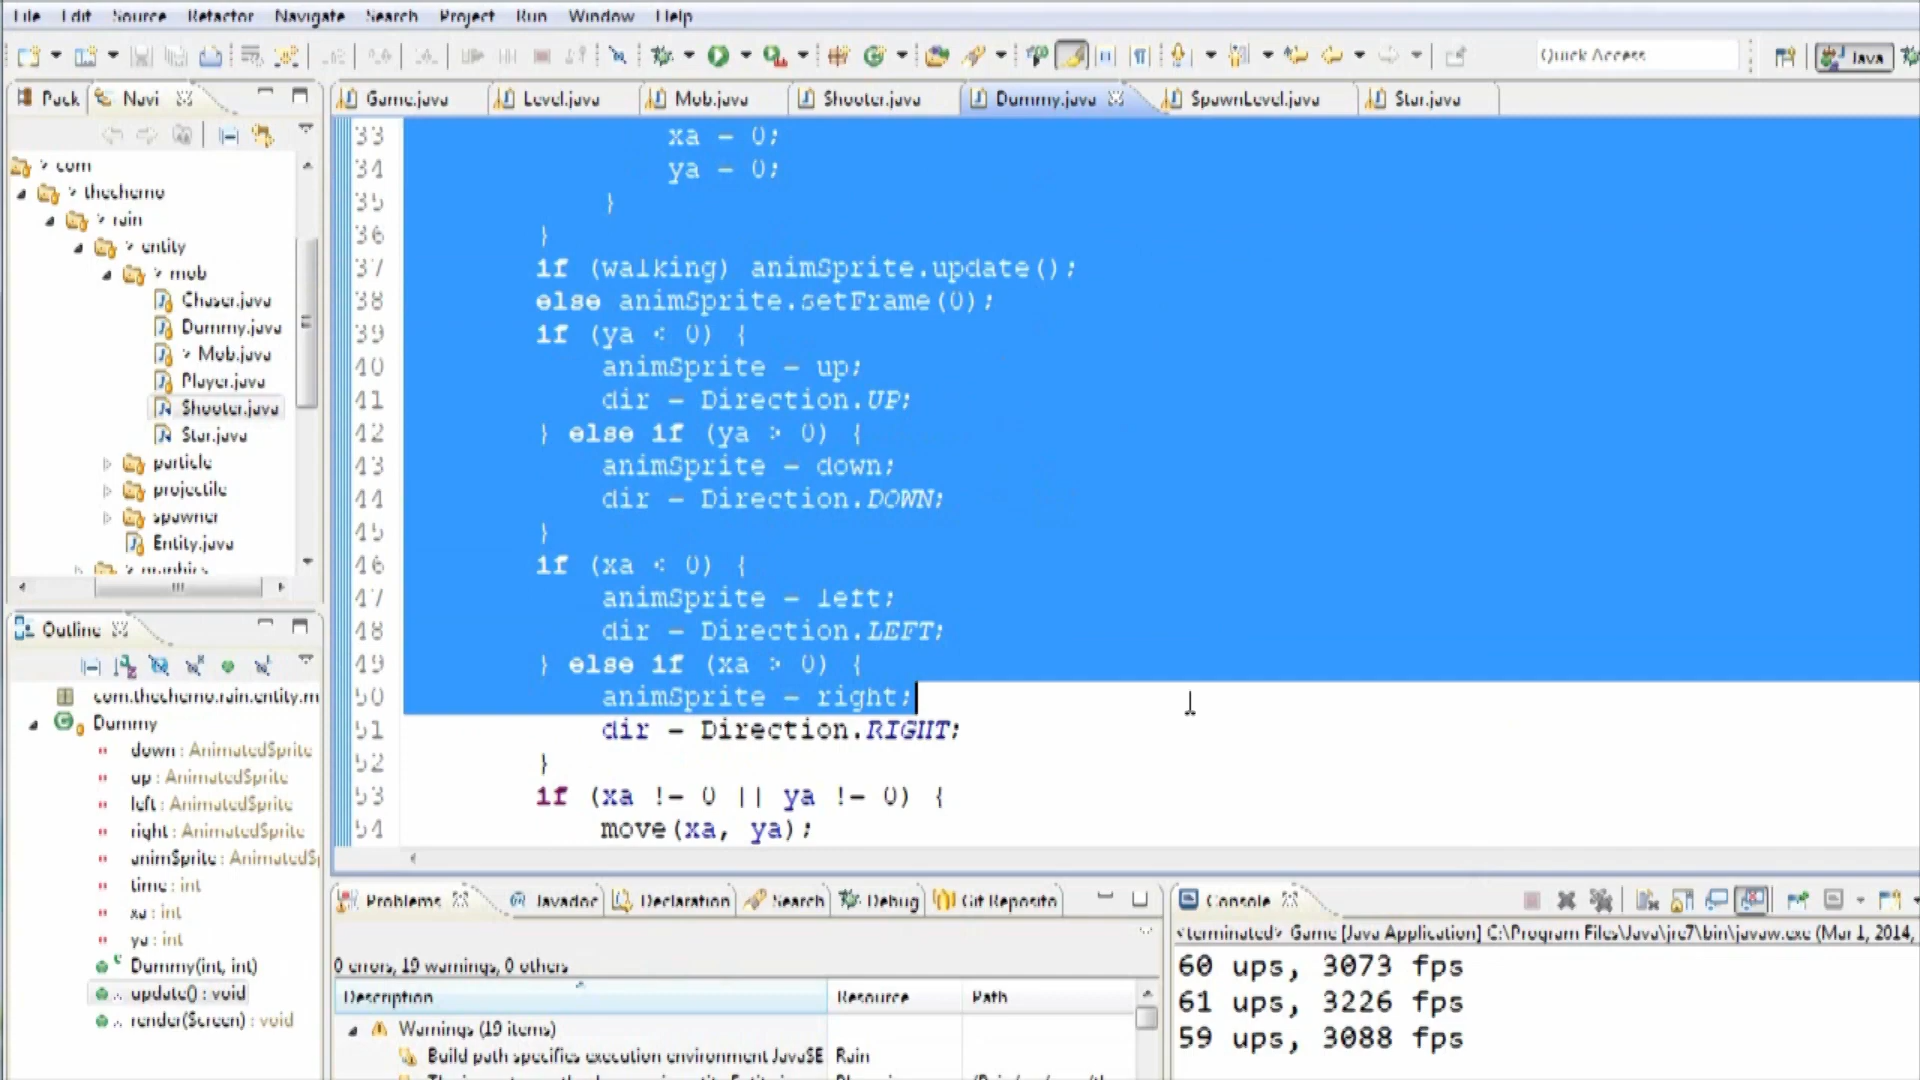 File Edit Source Refactor Navigate Search Project Run Window Help
Quick Access
Java
Pack Navi
Game.java Level.java Mob.java Shooter.java Dummy.java SpawnLevel.java Star.java
> com
> thecherno
> rain
> entity
> mob
Chaser.java
Dummy.java
> Mob.java
Player.java
Shooter.java
Star.java
particle
projectile
spawner
Entity.java
33 xa = 0;
34 ya = 0;
35 }
36 }
37 if (walking) animSprite.update();
38 else animSprite.setFrame(0);
39 if (ya < 0) {
40 animSprite = up;
41 dir = Direction.UP;
42 } else if (ya > 0) {
43 animSprite = down;
44 dir = Direction.DOWN;
45 }
46 if (xa < 0) {
47 animSprite = left;
48 dir = Direction.LEFT;
49 } else if (xa > 0) {
50 animSprite = right;
51 dir = Direction.RIGHT;
52 }
53 if (xa != 0 || ya != 0) {
54 move(xa, ya);
Outline
com.thecherno.rain.entity.m
Dummy
down : AnimatedSprite
up : AnimatedSprite
left : AnimatedSprite
right : AnimatedSprite
animSprite : AnimatedSp
time : int
xa : int
ya : int
Dummy(int, int)
update() : void
render(Screen) : void
Problems Javadoc Declaration Search Debug Git Reposito
0 errors, 19 warnings, 0 others
Description Resource Path
Warnings (19 items)
Build path specifies execution environment JavaSE Rain
Console
<terminated> Game [Java Application] C:\Program Files\Java\jre7\bin\javaw.exe (Mar 1, 2014,
60 ups, 3073 fps
61 ups, 3226 fps
59 ups, 3088 fps